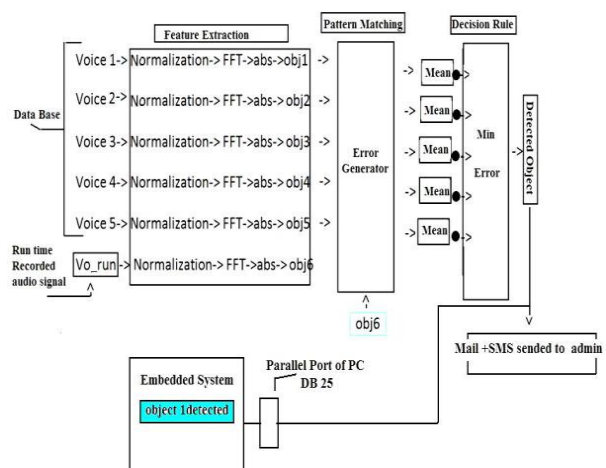 Feature Extraction
Pattern Matching
Decision Rule
Data Base
Voice 1->Normalization-> FFT->abs->obj1 ->
Voice 2->Normalization-> FFT->abs->obj2 ->
Voice 3->Normalization-> FFT->abs->obj3 ->
Voice 4->Normalization-> FFT->abs->obj4 ->
Voice 5->Normalization-> FFT->abs->obj5 ->
Run time
Recorded
audio signal
Vo_run -> Normalization-> FFT->abs->obj6
Error
Generator
obj6
-> Mean ->
-> Mean ->
-> Mean ->
-> Mean ->
-> Mean ->
Min
Error
->
Detected Object
Mail +SMS sended to admin
Parallel Port of PC
DB 25
Embedded System
object 1detected